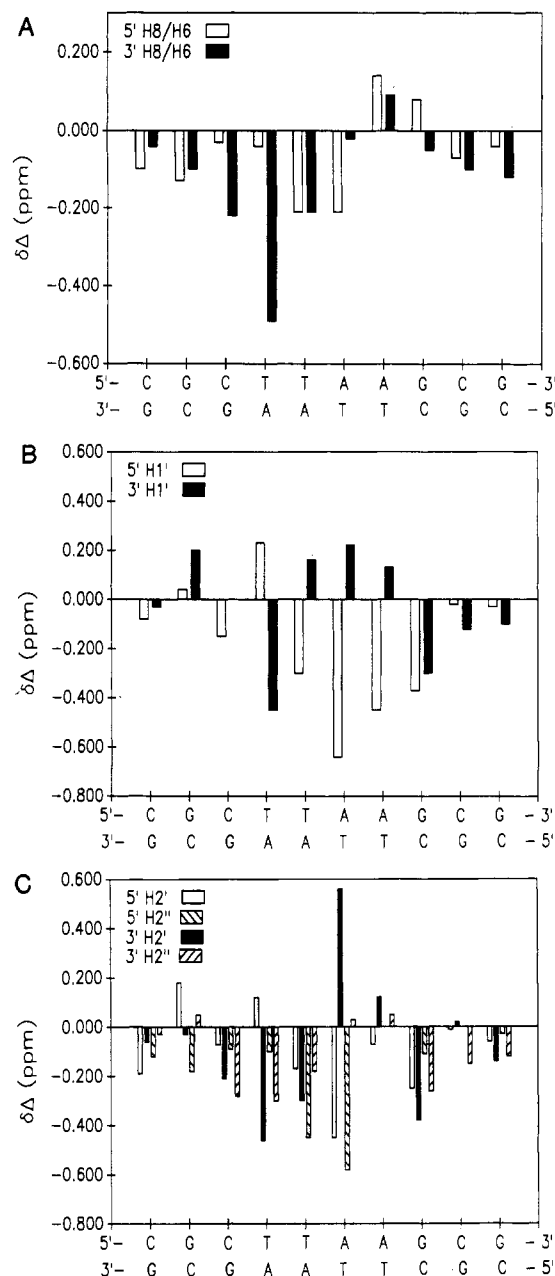 A
5' H8/H6
3' H8/H6
0.200
0.000
−0.200
−0.400
−0.600
δΔ (ppm)
5'− C G C T T A A G C G −3'
3'− G C G A A T T C G C −5'
B
5' H1'
3' H1'
0.600
0.400
0.200
0.000
−0.200
−0.400
−0.600
−0.800
δΔ (ppm)
5'− C G C T T A A G C G −3'
3'− G C G A A T T C G C −5'
C
5' H2'
5' H2''
3' H2'
3' H2''
0.600
0.400
0.200
0.000
−0.200
−0.400
−0.600
−0.800
δΔ (ppm)
5'− C G C T T A A G C G −3'
3'− G C G A A T T C G C −5'